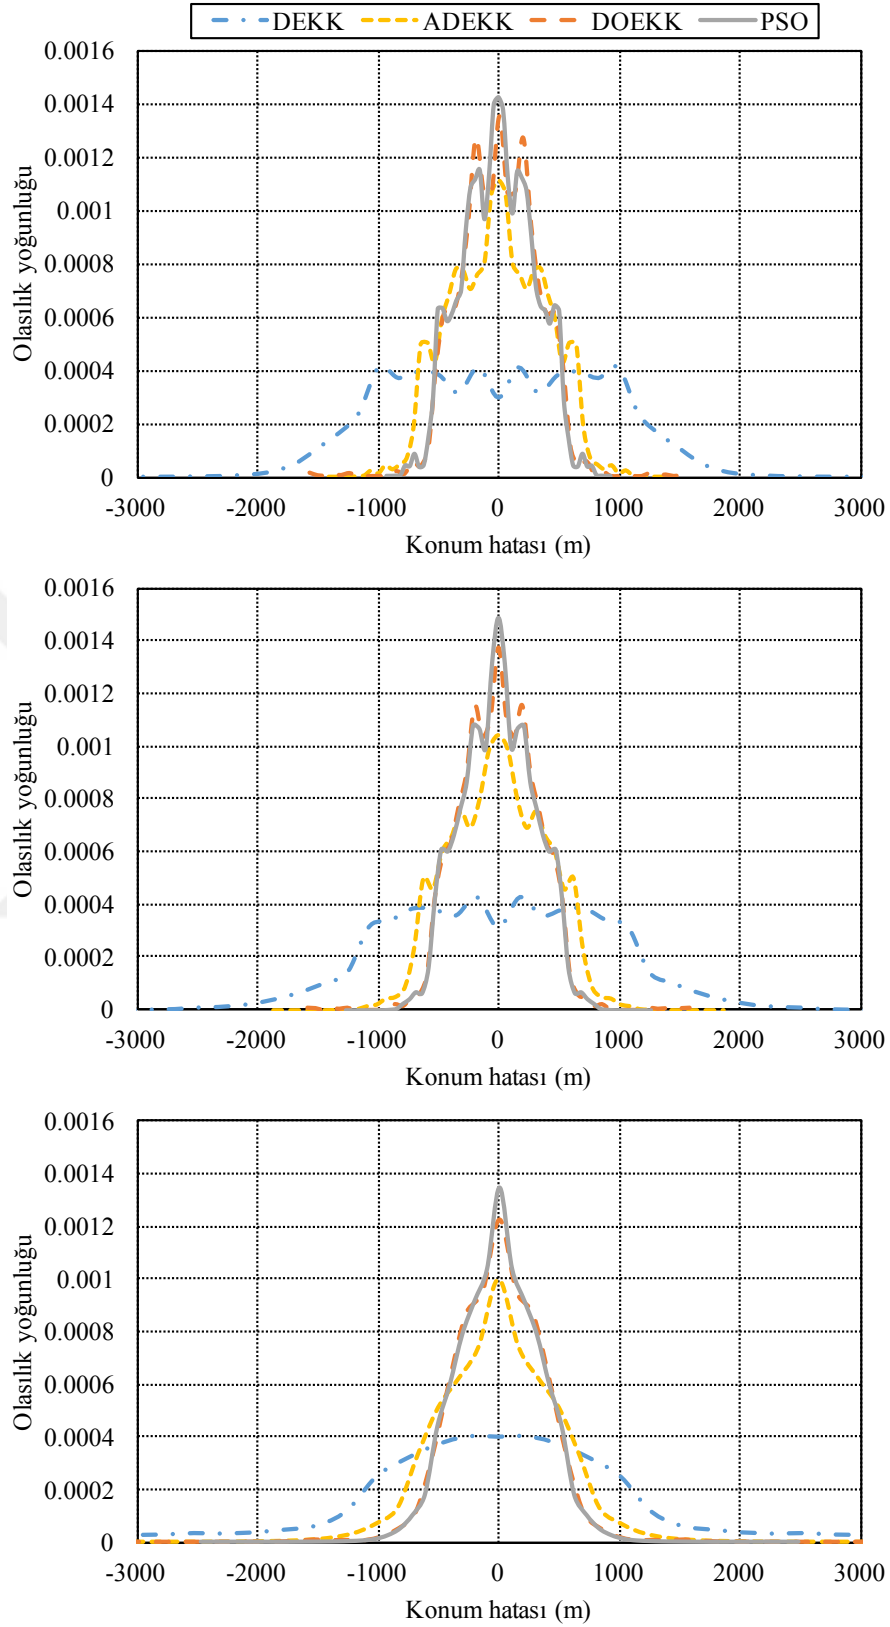 DEKK ADEKK DOEKK PSO
0.0016
0.0014
0.0012
0.001
0.0008
0.0006
0.0004
0.0002
0
Olasılık yoğunluğu
-3000 -2000 -1000 0 1000 2000 3000
Konum hatası (m)
0.0016
0.0014
0.0012
0.001
0.0008
0.0006
0.0004
0.0002
0
Olasılık yoğunluğu
-3000 -2000 -1000 0 1000 2000 3000
Konum hatası (m)
0.0016
0.0014
0.0012
0.001
0.0008
0.0006
0.0004
0.0002
0
Olasılık yoğunluğu
-3000 -2000 -1000 0 1000 2000 3000
Konum hatası (m)